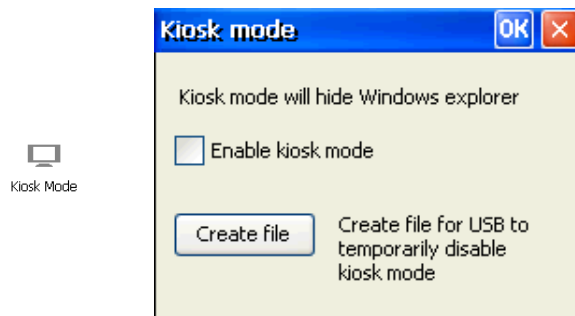 Kiosk mode
OK
Kiosk mode will hide Windows explorer
Enable kiosk mode
Kiosk Mode
Create file
Create file for USB to
temporarily disable
kiosk mode